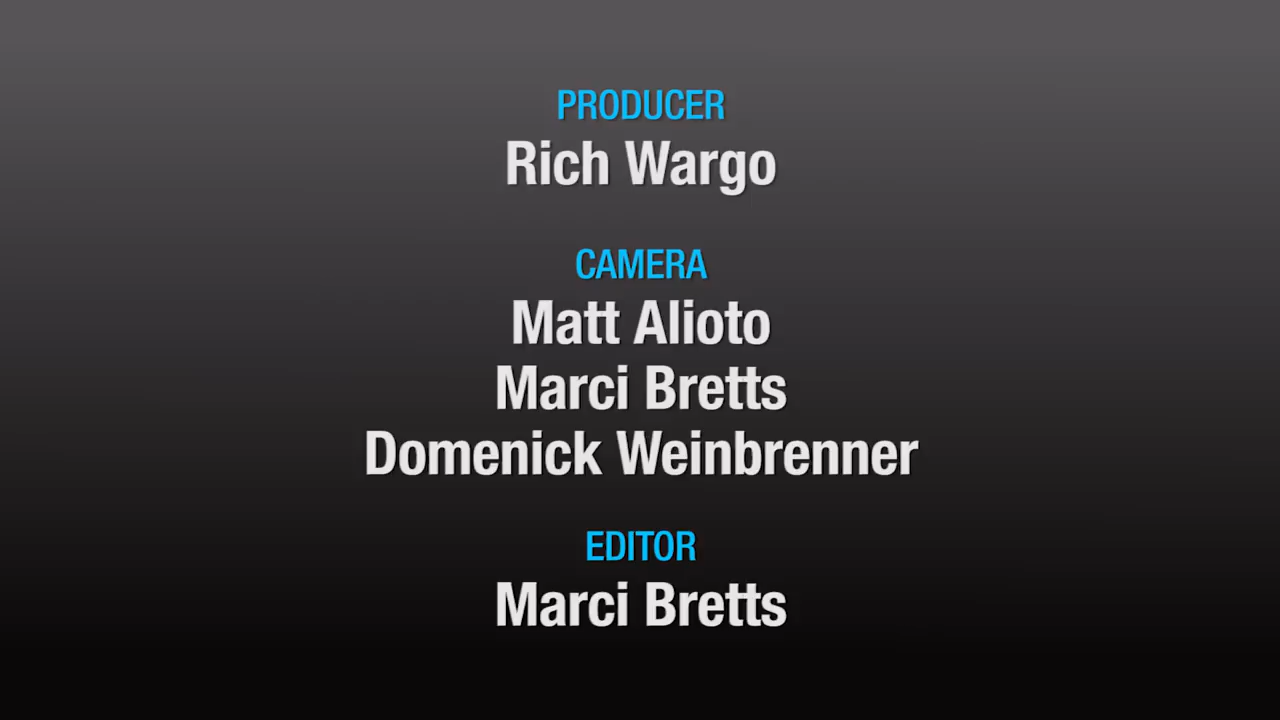 PRODUCER
Rich Wargo
CAMERA
Matt Alioto
Marci Bretts
Domenick Weinbrenner
EDITOR
Marci Bretts